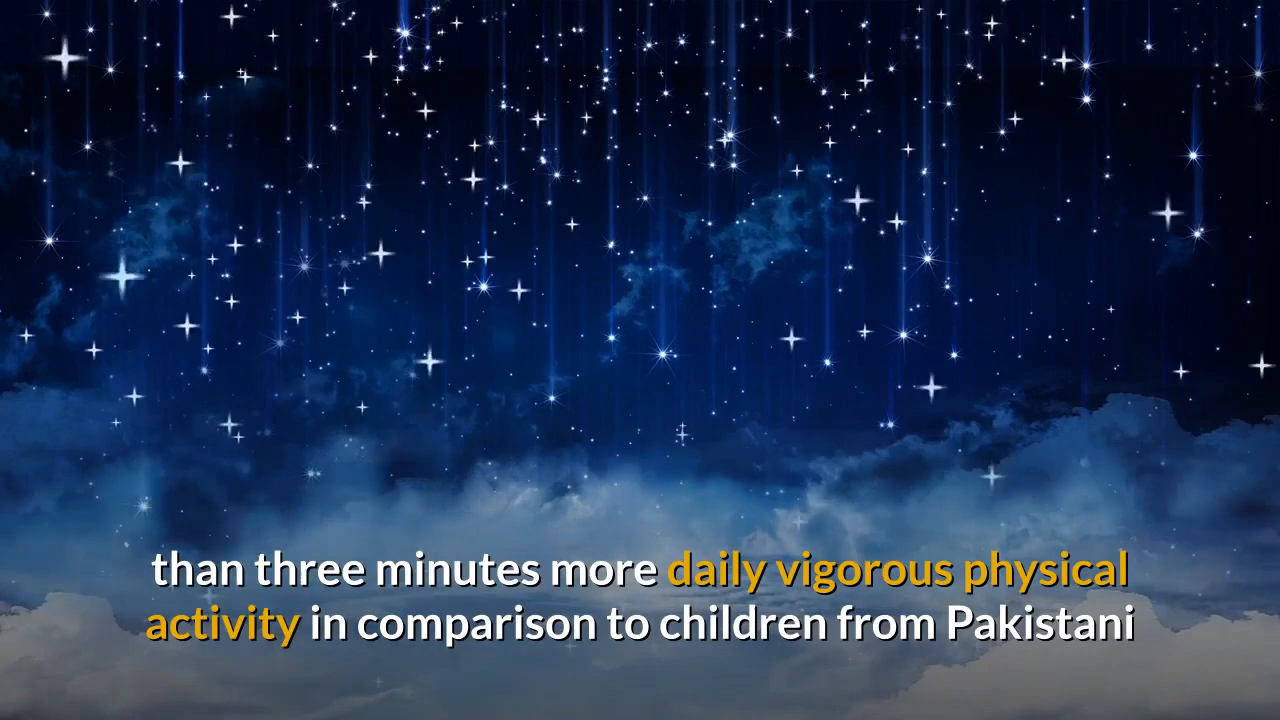 than three minutes more daily vigorous physical
activity in comparison to children from Pakistani